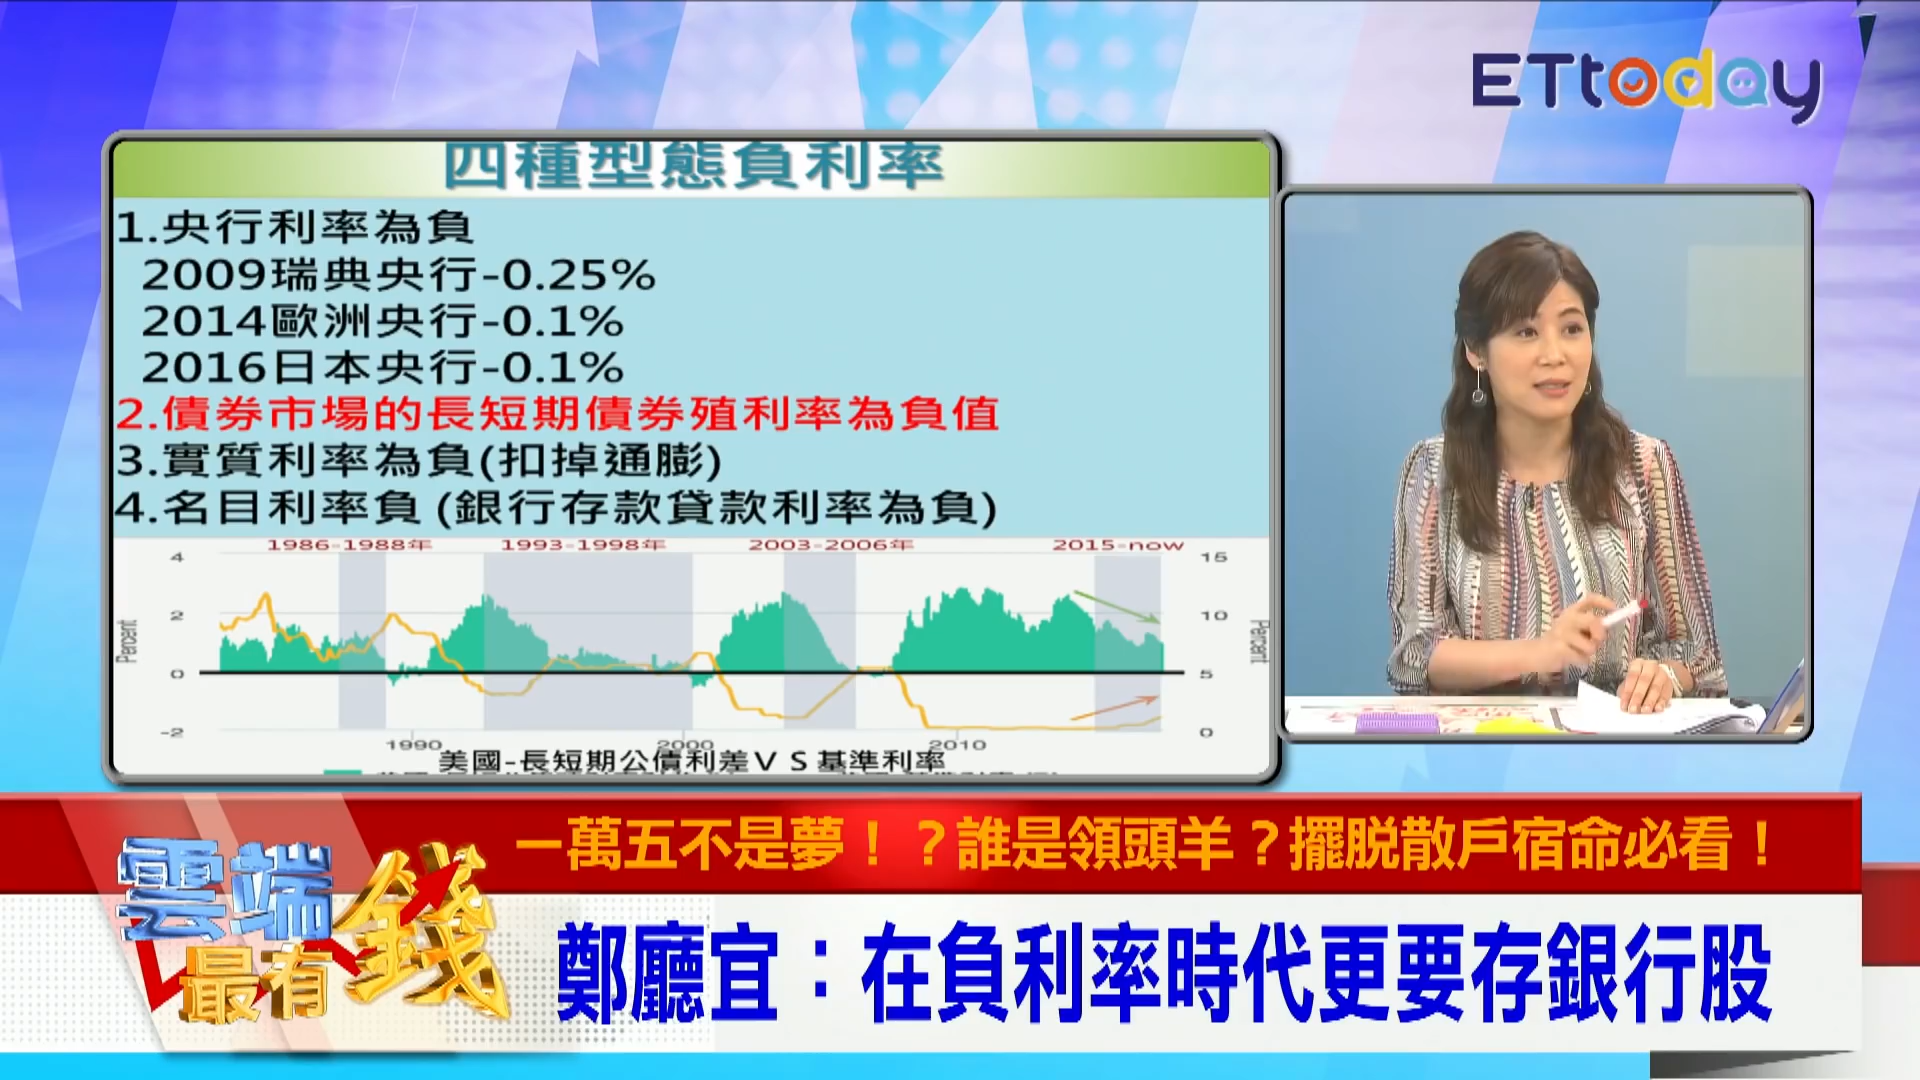 ETtoday
四種型態負利率
1.央行利率為負
2009瑞典央行-0.25%
2014歐洲央行-0.1%
2016日本央行-0.1%
2.債券市場的長短期債券殖利率為負值
3.實質利率為負(扣掉通膨)
4.名目利率負 (銀行存款貸款利率為負)
1986-1988年 1993-1998年 2003-2006年 2015-now
4 15
2 10
Percent Percent
0 5
-2 0
1990 2000 2010
美國-長短期公債利差VS基準利率
一萬五不是夢！？誰是領頭羊？擺脫散戶宿命必看！
雲端最有錢
鄭廳宜：在負利率時代更要存銀行股